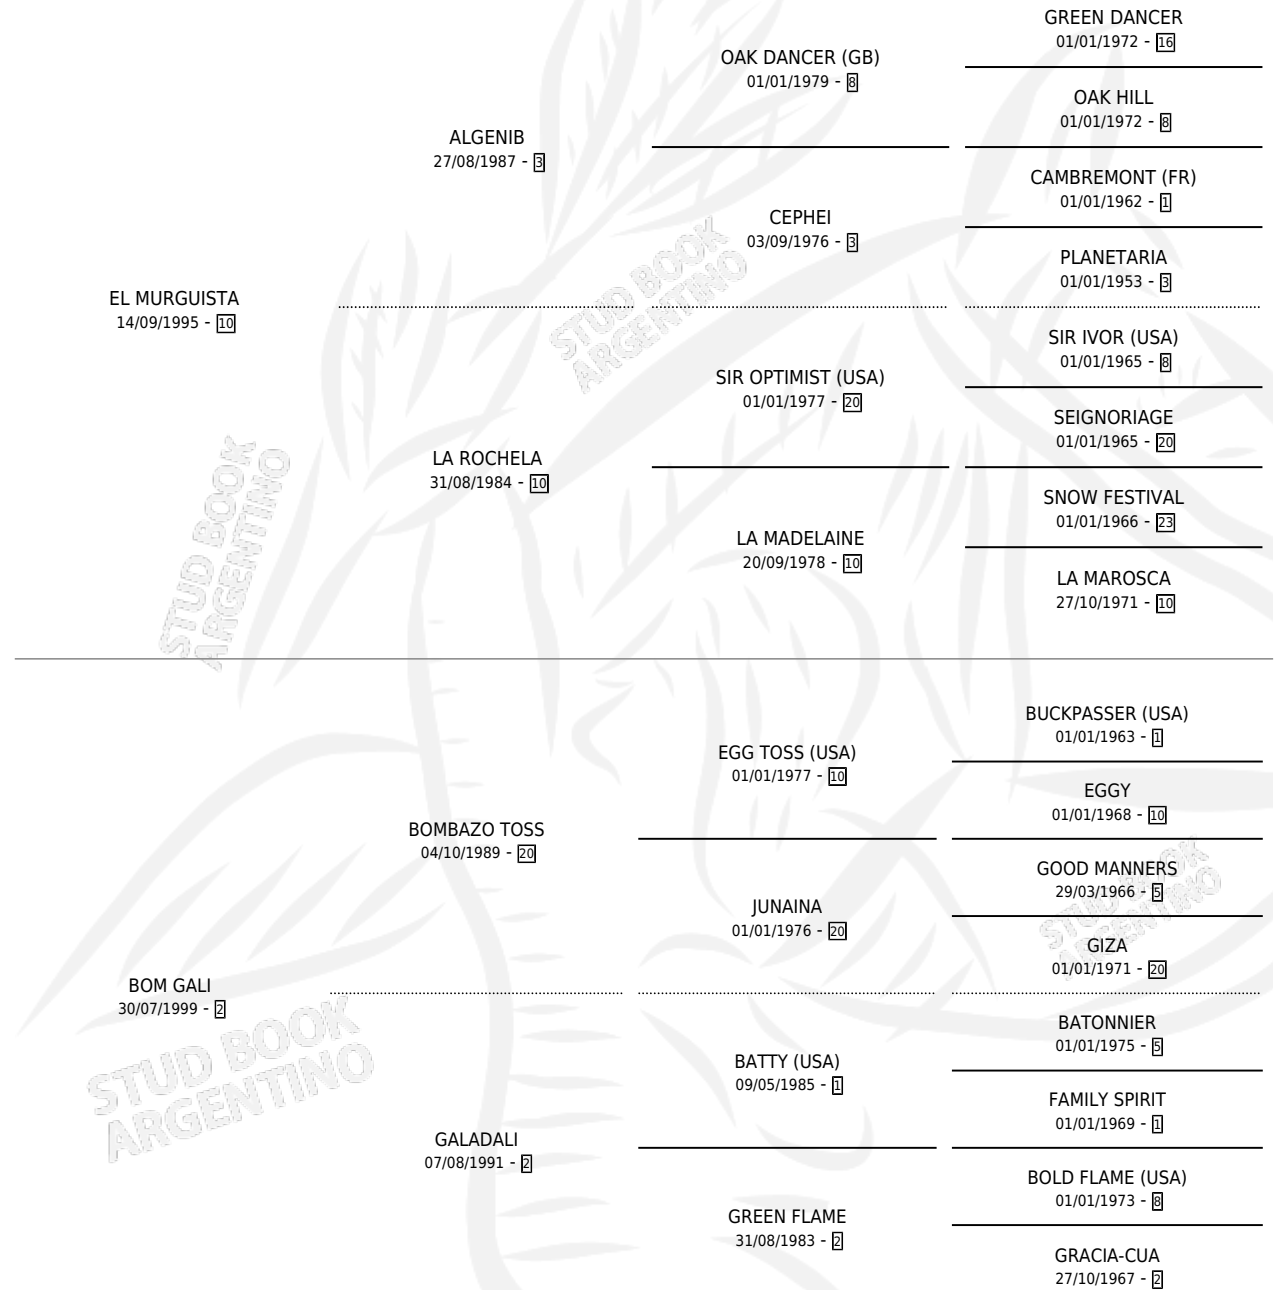 GREEN DANCER
01/01/1972 - 16
OAK DANCER (GB)
01/01/1979 - 8
OAK HILL
01/01/1972 - 8
ALGENIB
27/08/1987 - 3
CAMBREMONT (FR)
01/01/1962 - 1
CEPHEI
03/09/1976 - 3
PLANETARIA
01/01/1953 - 3
EL MURGUISTA
14/09/1995 - 10
STUD BOOK
ARGENTINO
SIR IVOR (USA)
01/01/1965 - 8
SIR OPTIMIST (USA)
01/01/1977 - 20
SEIGNORIAGE
01/01/1965 - 20
LA ROCHELA
31/08/1984 - 10
SNOW FESTIVAL
01/01/1966 - 23
LA MADELAINE
20/09/1978 - 10
LA MAROSCA
27/10/1971 - 10
STUD BOOK
ARGENTINO
BUCKPASSER (USA)
01/01/1963 - 1
EGG TOSS (USA)
01/01/1977 - 10
EGGY
01/01/1968 - 10
BOMBAZO TOSS
04/10/1989 - 20
GOOD MANNERS
29/03/1966 - 5
JUNAINA
01/01/1976 - 20
GIZA
01/01/1971 - 20
STUD BOOK
ARGENTINO
BOM GALI
30/07/1999 - 2
BATONNIER
01/01/1975 - 5
BATTY (USA)
09/05/1985 - 1
FAMILY SPIRIT
01/01/1969 - 1
STUD BOOK
ARGENTINO
GALADALI
07/08/1991 - 2
BOLD FLAME (USA)
01/01/1973 - 8
GREEN FLAME
31/08/1983 - 2
GRACIA-CUA
27/10/1967 - 2